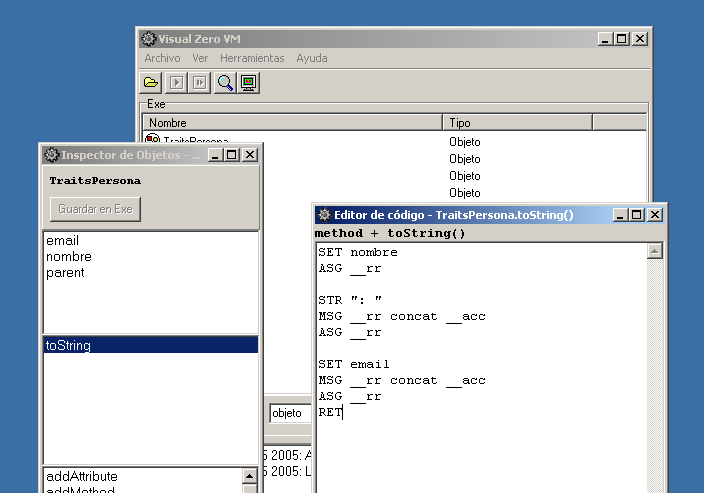 Visual Zero VM
Archivo Ver Herramientas Ayuda
Exe
Nombre Tipo
TraitsPersona Objeto
Objeto
Objeto
Objeto
Inspector de Objetos - ...
TraitsPersona
Guardar en Exe
email
nombre
parent
toString
addAttribute
addMethod
Editor de código - TraitsPersona.toString()
method + toString()
SET nombre
ASG __rr
STR ": "
MSG __rr concat __acc
ASG __rr
SET email
MSG __rr concat __acc
ASG __rr
RET
objeto
5 2005: A
5 2005: L